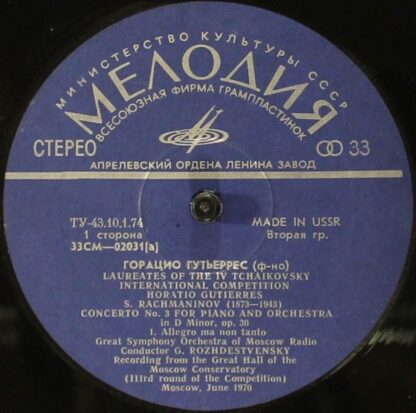 МИНИСТЕРСТВО КУЛЬТУРЫ СССР
МЕЛОДИЯ
ВСЕСОЮЗНАЯ ФИРМА ГРАМПЛАСТИНОК
СТЕРЕО
33
АПРЕЛЕВСКИЙ ОРДЕНА ЛЕНИНА ЗАВОД
ТУ-43.10.1.74
MADE IN USSR
1 сторона
Вторая гр.
33СМ—02031[a]
ГОРАЦИО ГУТЬЕРРЕС (ф-но)
LAUREATES OF THE IV TCHAIKOVSKY
INTERNATIONAL COMPETITION
HORATIO GUTIERRES
S. RACHMANINOV (1873—1943)
CONCERTO No. 3 FOR PIANO AND ORCHESTRA
in D Minor, op. 30
1. Allegro ma non tanto
Great Symphony Orchestra of Moscow Radio
Conductor G. ROZHDESTVENSKY
Recording from the Great Hall of the
Moscow Conservatory
(IIIrd round of the Competition)
Moscow, June 1970